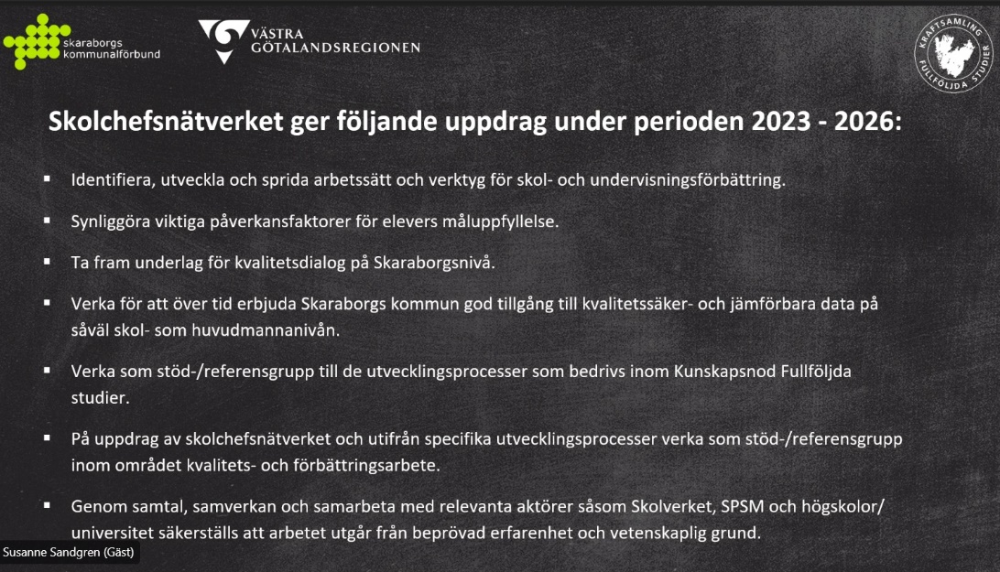 skaraborgs
kommunalförbund
VÄSTRA
GÖTALANDSREGIONEN
KRAFTSAMLING
FULLFÖLJDA STUDIER
Skolchefsnätverket ger följande uppdrag under perioden 2023 - 2026:
▪ Identifiera, utveckla och sprida arbetssätt och verktyg för skol- och undervisningsförbättring.
▪ Synliggöra viktiga påverkansfaktorer för elevers måluppfyllelse.
▪ Ta fram underlag för kvalitetsdialog på Skaraborgsnivå.
▪ Verka för att över tid erbjuda Skaraborgs kommun god tillgång till kvalitetssäker- och jämförbara data på
såväl skol- som huvudmannanivån.
▪ Verka som stöd-/referensgrupp till de utvecklingsprocesser som bedrivs inom Kunskapsnod Fullföljda
studier.
▪ På uppdrag av skolchefsnätverket och utifrån specifika utvecklingsprocesser verka som stöd-/referensgrupp
inom området kvalitets- och förbättringsarbete.
▪ Genom samtal, samverkan och samarbeta med relevanta aktörer såsom Skolverket, SPSM och högskolor/
universitet säkerställs att arbetet utgår från beprövad erfarenhet och vetenskaplig grund.
Susanne Sandgren (Gäst)